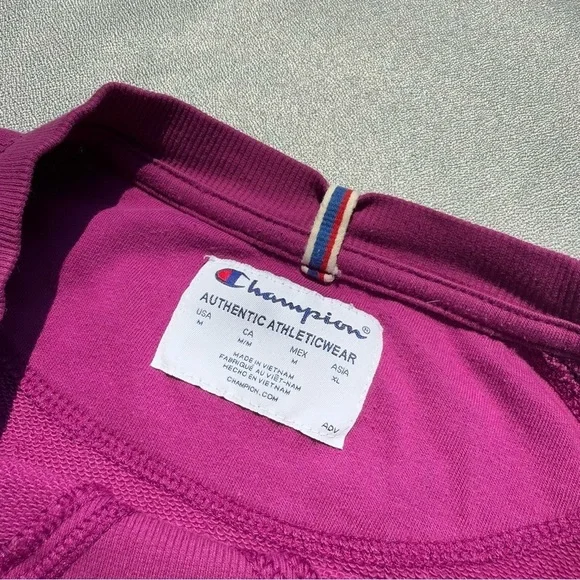 Champion®
AUTHENTIC ATHLETICWEAR
USA CA MEX ASIA
M M/M M XL
MADE IN VIETNAM
FABRIQUÉ AU VIÊT-NAM
HECHO EN VIETNAM
CHAMPION.COM
ADV